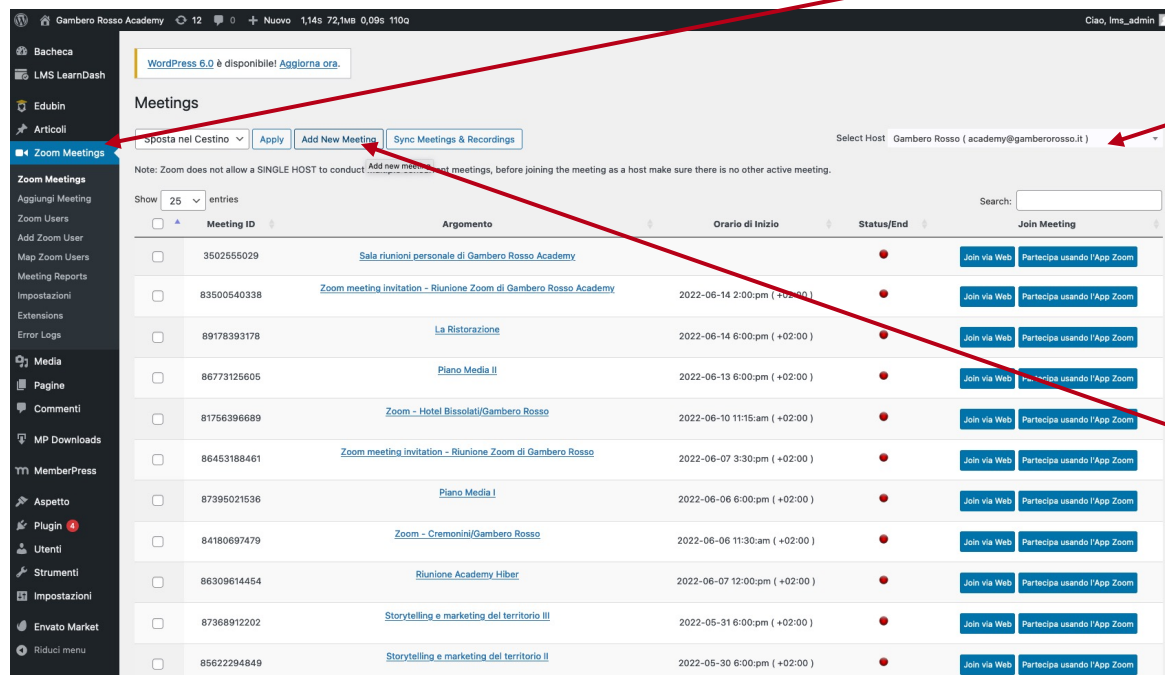 Gambero Rosso Academy 12 0 + Nuovo 1,14s 72,1MB 0,09s 110Q Ciao, lms_admin
Bacheca
LMS LearnDash
Edubin
Articoli
Zoom Meetings
Zoom Meetings
Aggiungi Meeting
Zoom Users
Add Zoom User
Map Zoom Users
Meeting Reports
Impostazioni
Extensions
Error Logs
Media
Pagine
Commenti
MP Downloads
MemberPress
Aspetto
Plugin 4
Utenti
Strumenti
Impostazioni
Envato Market
Riduci menu
WordPress 6.0 è disponibile! Aggiorna ora.
Meetings
Sposta nel Cestino Apply Add New Meeting Sync Meetings & Recordings Select Host Gambero Rosso ( academy@gamberorosso.it )
Add new meeting
Note: Zoom does not allow a SINGLE HOST to conduct concurrent meetings, before joining the meeting as a host make sure there is no other active meeting.
Show 25 entries Search:
Meeting ID Argomento Orario di Inizio Status/End Join Meeting
3502555029 Sala riunioni personale di Gambero Rosso Academy Join via Web Partecipa usando l'App Zoom
83500540338 Zoom meeting invitation - Riunione Zoom di Gambero Rosso Academy 2022-06-14 2:00:pm ( +02:00 ) Join via Web Partecipa usando l'App Zoom
89178393178 La Ristorazione 2022-06-14 6:00:pm ( +02:00 ) Join via Web Partecipa usando l'App Zoom
86773125605 Piano Media II 2022-06-13 6:00:pm ( +02:00 ) Join via Web Partecipa usando l'App Zoom
81756396689 Zoom - Hotel Bissolati/Gambero Rosso 2022-06-10 11:15:am ( +02:00 ) Join via Web Partecipa usando l'App Zoom
86453188461 Zoom meeting invitation - Riunione Zoom di Gambero Rosso 2022-06-07 3:30:pm ( +02:00 ) Join via Web Partecipa usando l'App Zoom
87395021536 Piano Media I 2022-06-06 6:00:pm ( +02:00 ) Join via Web Partecipa usando l'App Zoom
84180697479 Zoom - Cremonini/Gambero Rosso 2022-06-06 11:30:am ( +02:00 ) Join via Web Partecipa usando l'App Zoom
86309614454 Riunione Academy Hiber 2022-06-07 12:00:pm ( +02:00 ) Join via Web Partecipa usando l'App Zoom
87368912202 Storytelling e marketing del territorio III 2022-05-31 6:00:pm ( +02:00 ) Join via Web Partecipa usando l'App Zoom
85622294849 Storytelling e marketing del territorio II 2022-05-30 6:00:pm ( +02:00 ) Join via Web Partecipa usando l'App Zoom